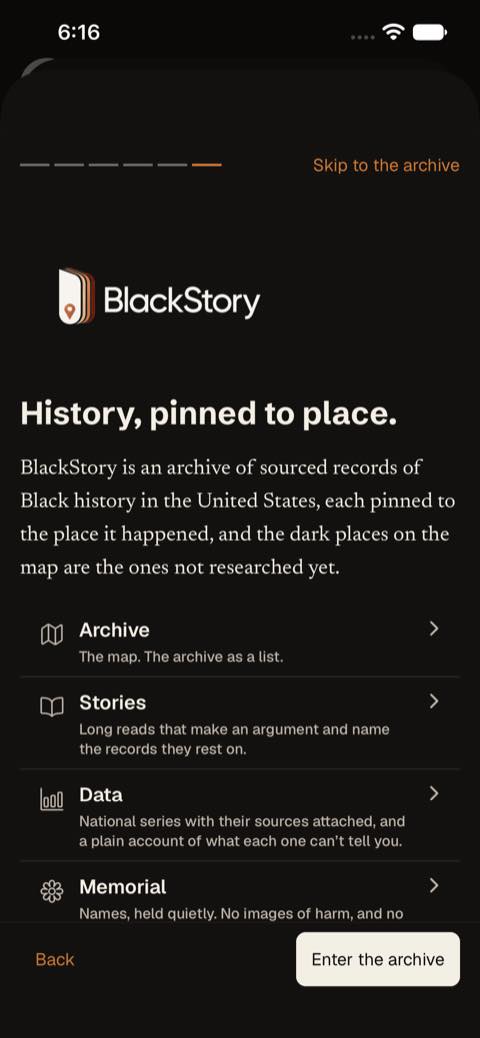 6:16
Skip to the archive
BlackStory
History, pinned to place.
BlackStory is an archive of sourced records of
Black history in the United States, each pinned to
the place it happened, and the dark places on the
map are the ones not researched yet.
Archive
The map. The archive as a list.
Stories
Long reads that make an argument and name
the records they rest on.
Data
National series with their sources attached, and
a plain account of what each one can’t tell you.
Memorial
Names, held quietly. No images of harm, and no
Back
Enter the archive